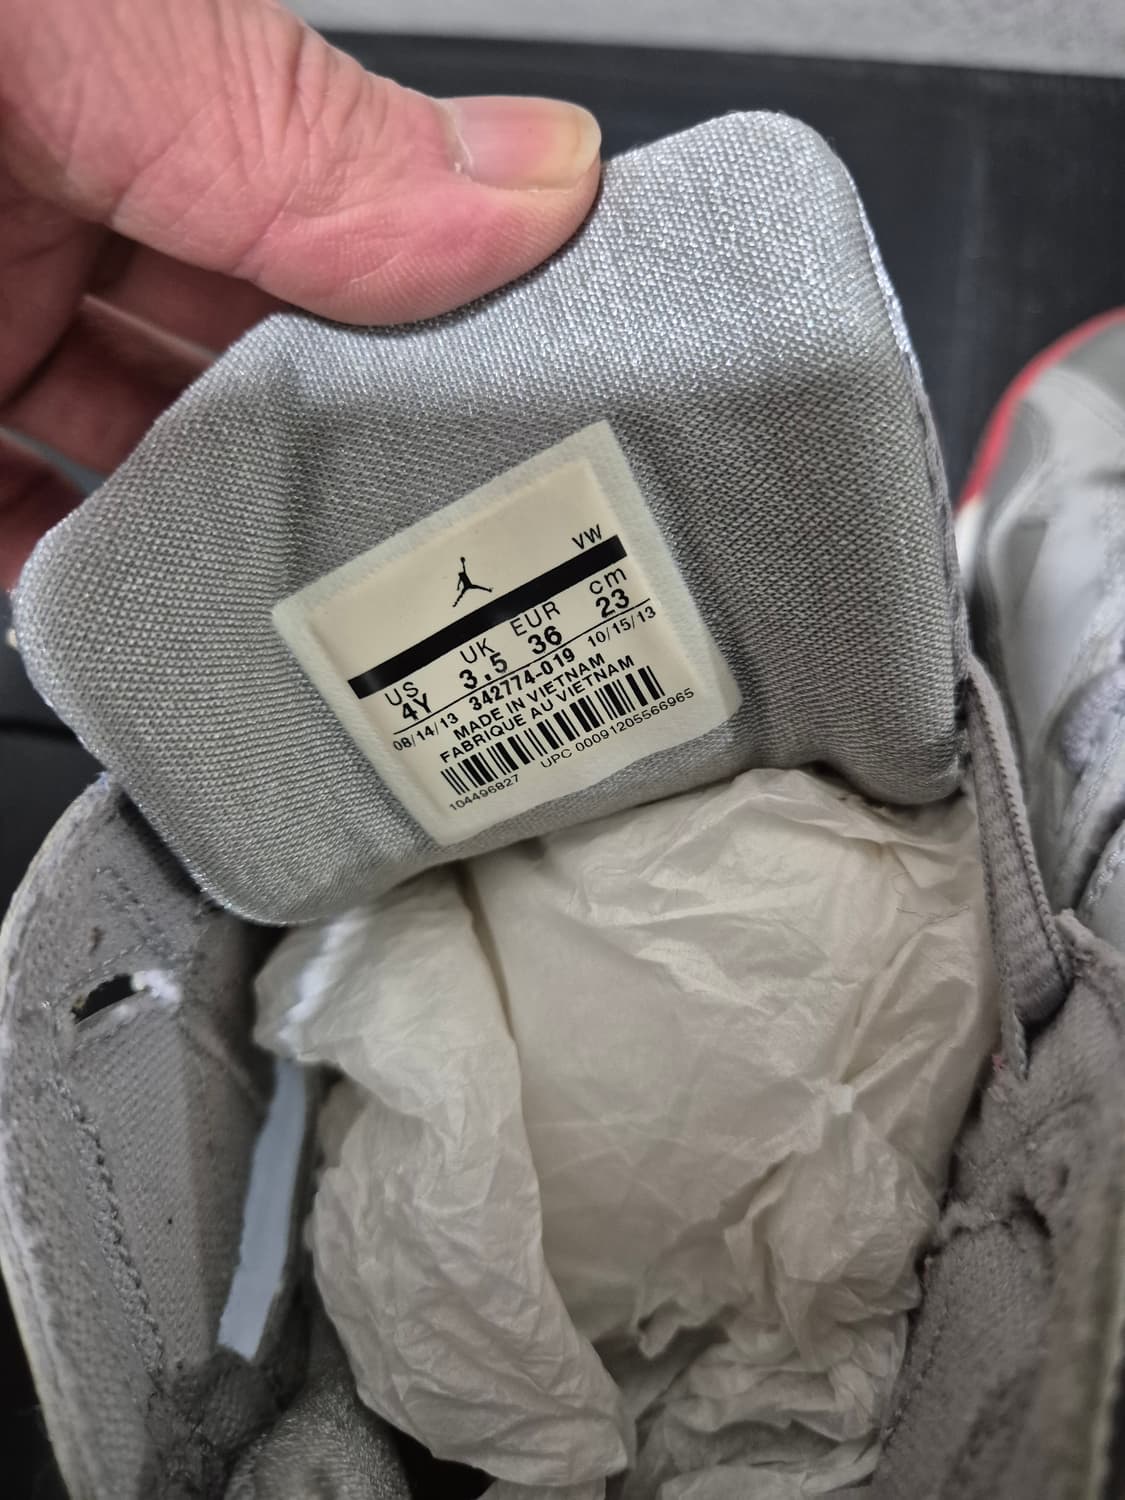 VW
US UK EUR cm
4Y 3.5 36 23
08/14/13 342774-019 10/15/13
MADE IN VIETNAM
FABRIQUE AU VIETNAM
104496827 UPC 00091205566965